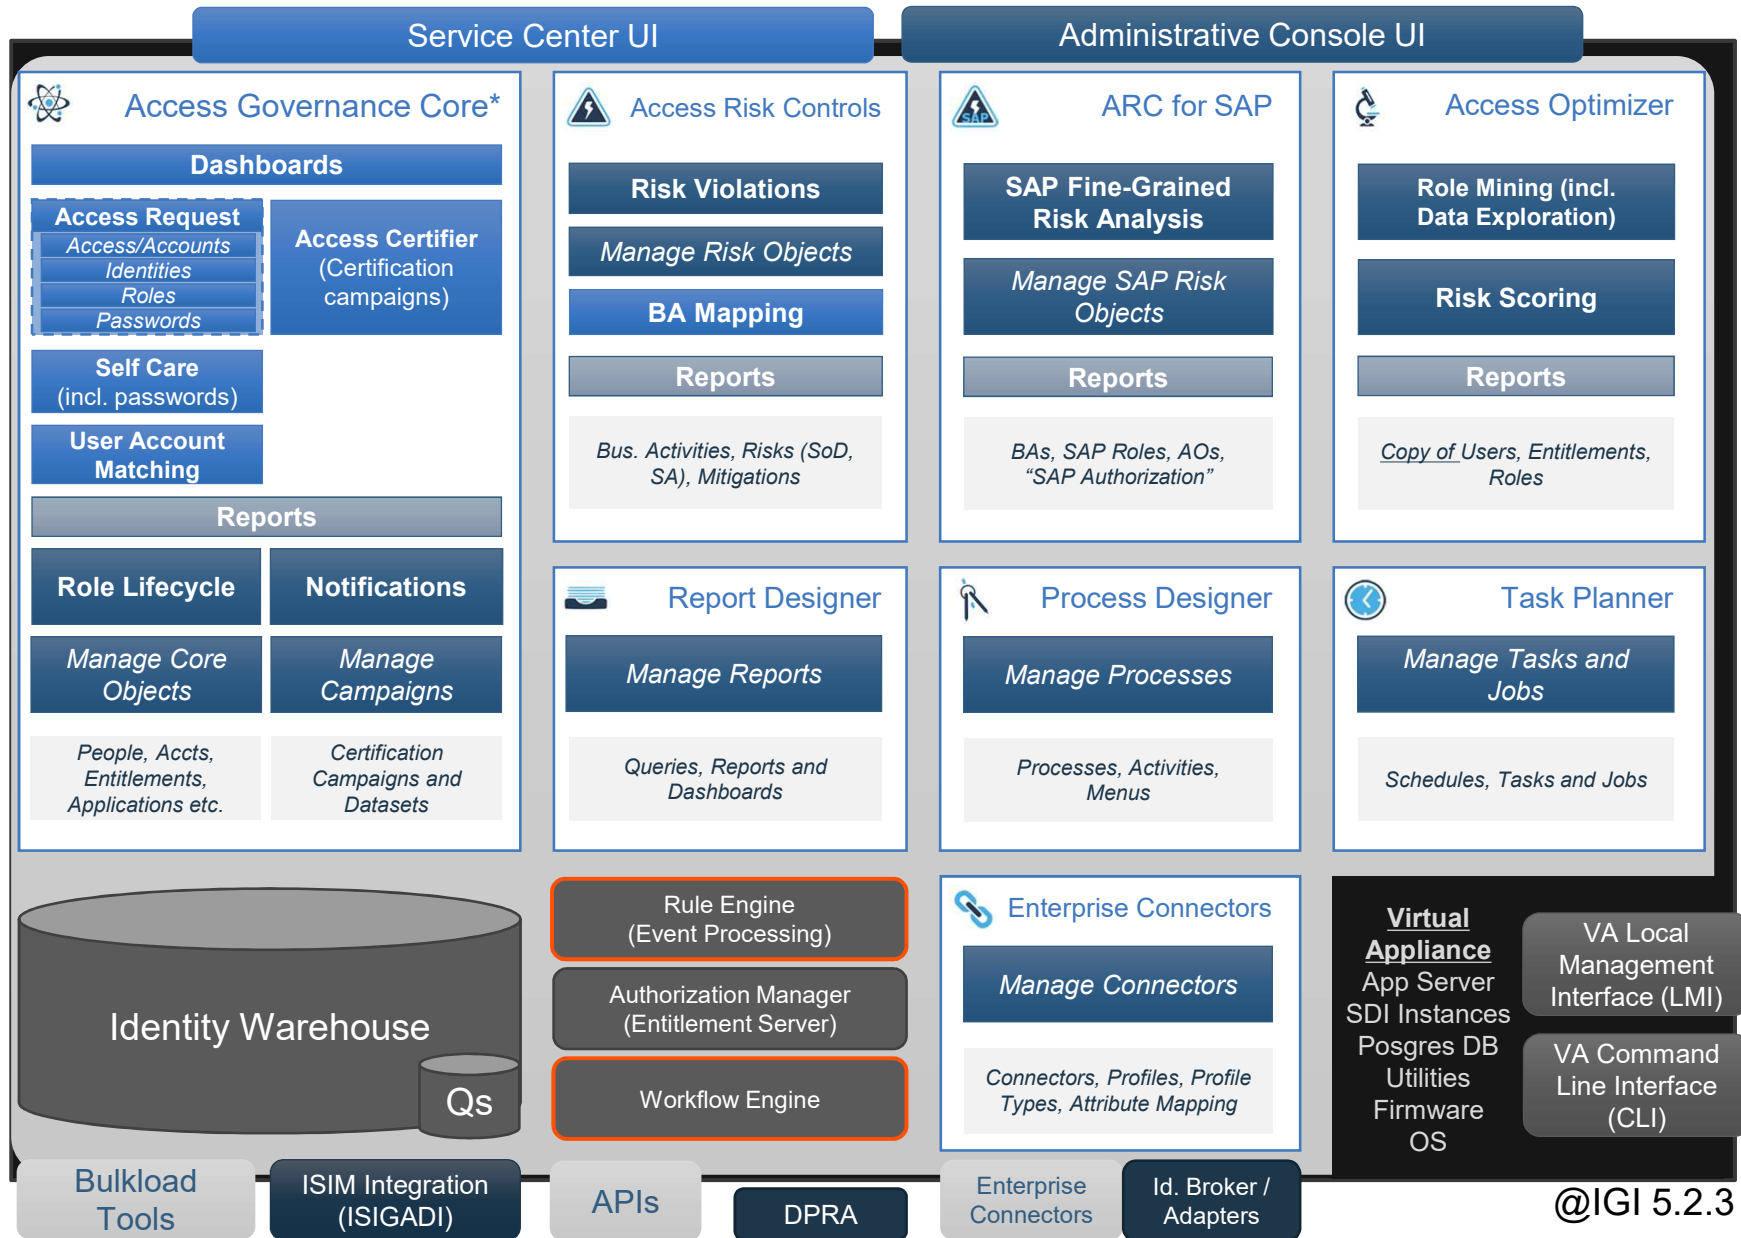 Service Center UI
Administrative Console UI
Access Governance Core*
Dashboards
Access Request
Access/Accounts
Identities
Roles
Passwords
Access Certifier
(Certification
campaigns)
Self Care
(incl. passwords)
User Account
Matching
Reports
Role Lifecycle
Notifications
Manage Core
Objects
Manage
Campaigns
People, Accts,
Entitlements,
Applications etc.
Certification
Campaigns and
Datasets
Access Risk Controls
Risk Violations
Manage Risk Objects
BA Mapping
Reports
Bus. Activities, Risks (SoD,
SA), Mitigations
SAP
ARC for SAP
SAP Fine-Grained
Risk Analysis
Manage SAP Risk
Objects
Reports
BAs, SAP Roles, AOs,
“SAP Authorization”
Access Optimizer
Role Mining (incl.
Data Exploration)
Risk Scoring
Reports
Copy of Users, Entitlements,
Roles
Report Designer
Manage Reports
Queries, Reports and
Dashboards
Process Designer
Manage Processes
Processes, Activities,
Menus
Task Planner
Manage Tasks and
Jobs
Schedules, Tasks and Jobs
Identity Warehouse
Qs
Rule Engine
(Event Processing)
Authorization Manager
(Entitlement Server)
Workflow Engine
Enterprise Connectors
Manage Connectors
Connectors, Profiles, Profile
Types, Attribute Mapping
Virtual
Appliance
App Server
SDI Instances
Posgres DB
Utilities
Firmware
OS
VA Local
Management
Interface (LMI)
VA Command
Line Interface
(CLI)
Bulkload
Tools
ISIM Integration
(ISIGADI)
APIs
DPRA
Enterprise
Connectors
Id. Broker /
Adapters
@IGI 5.2.3